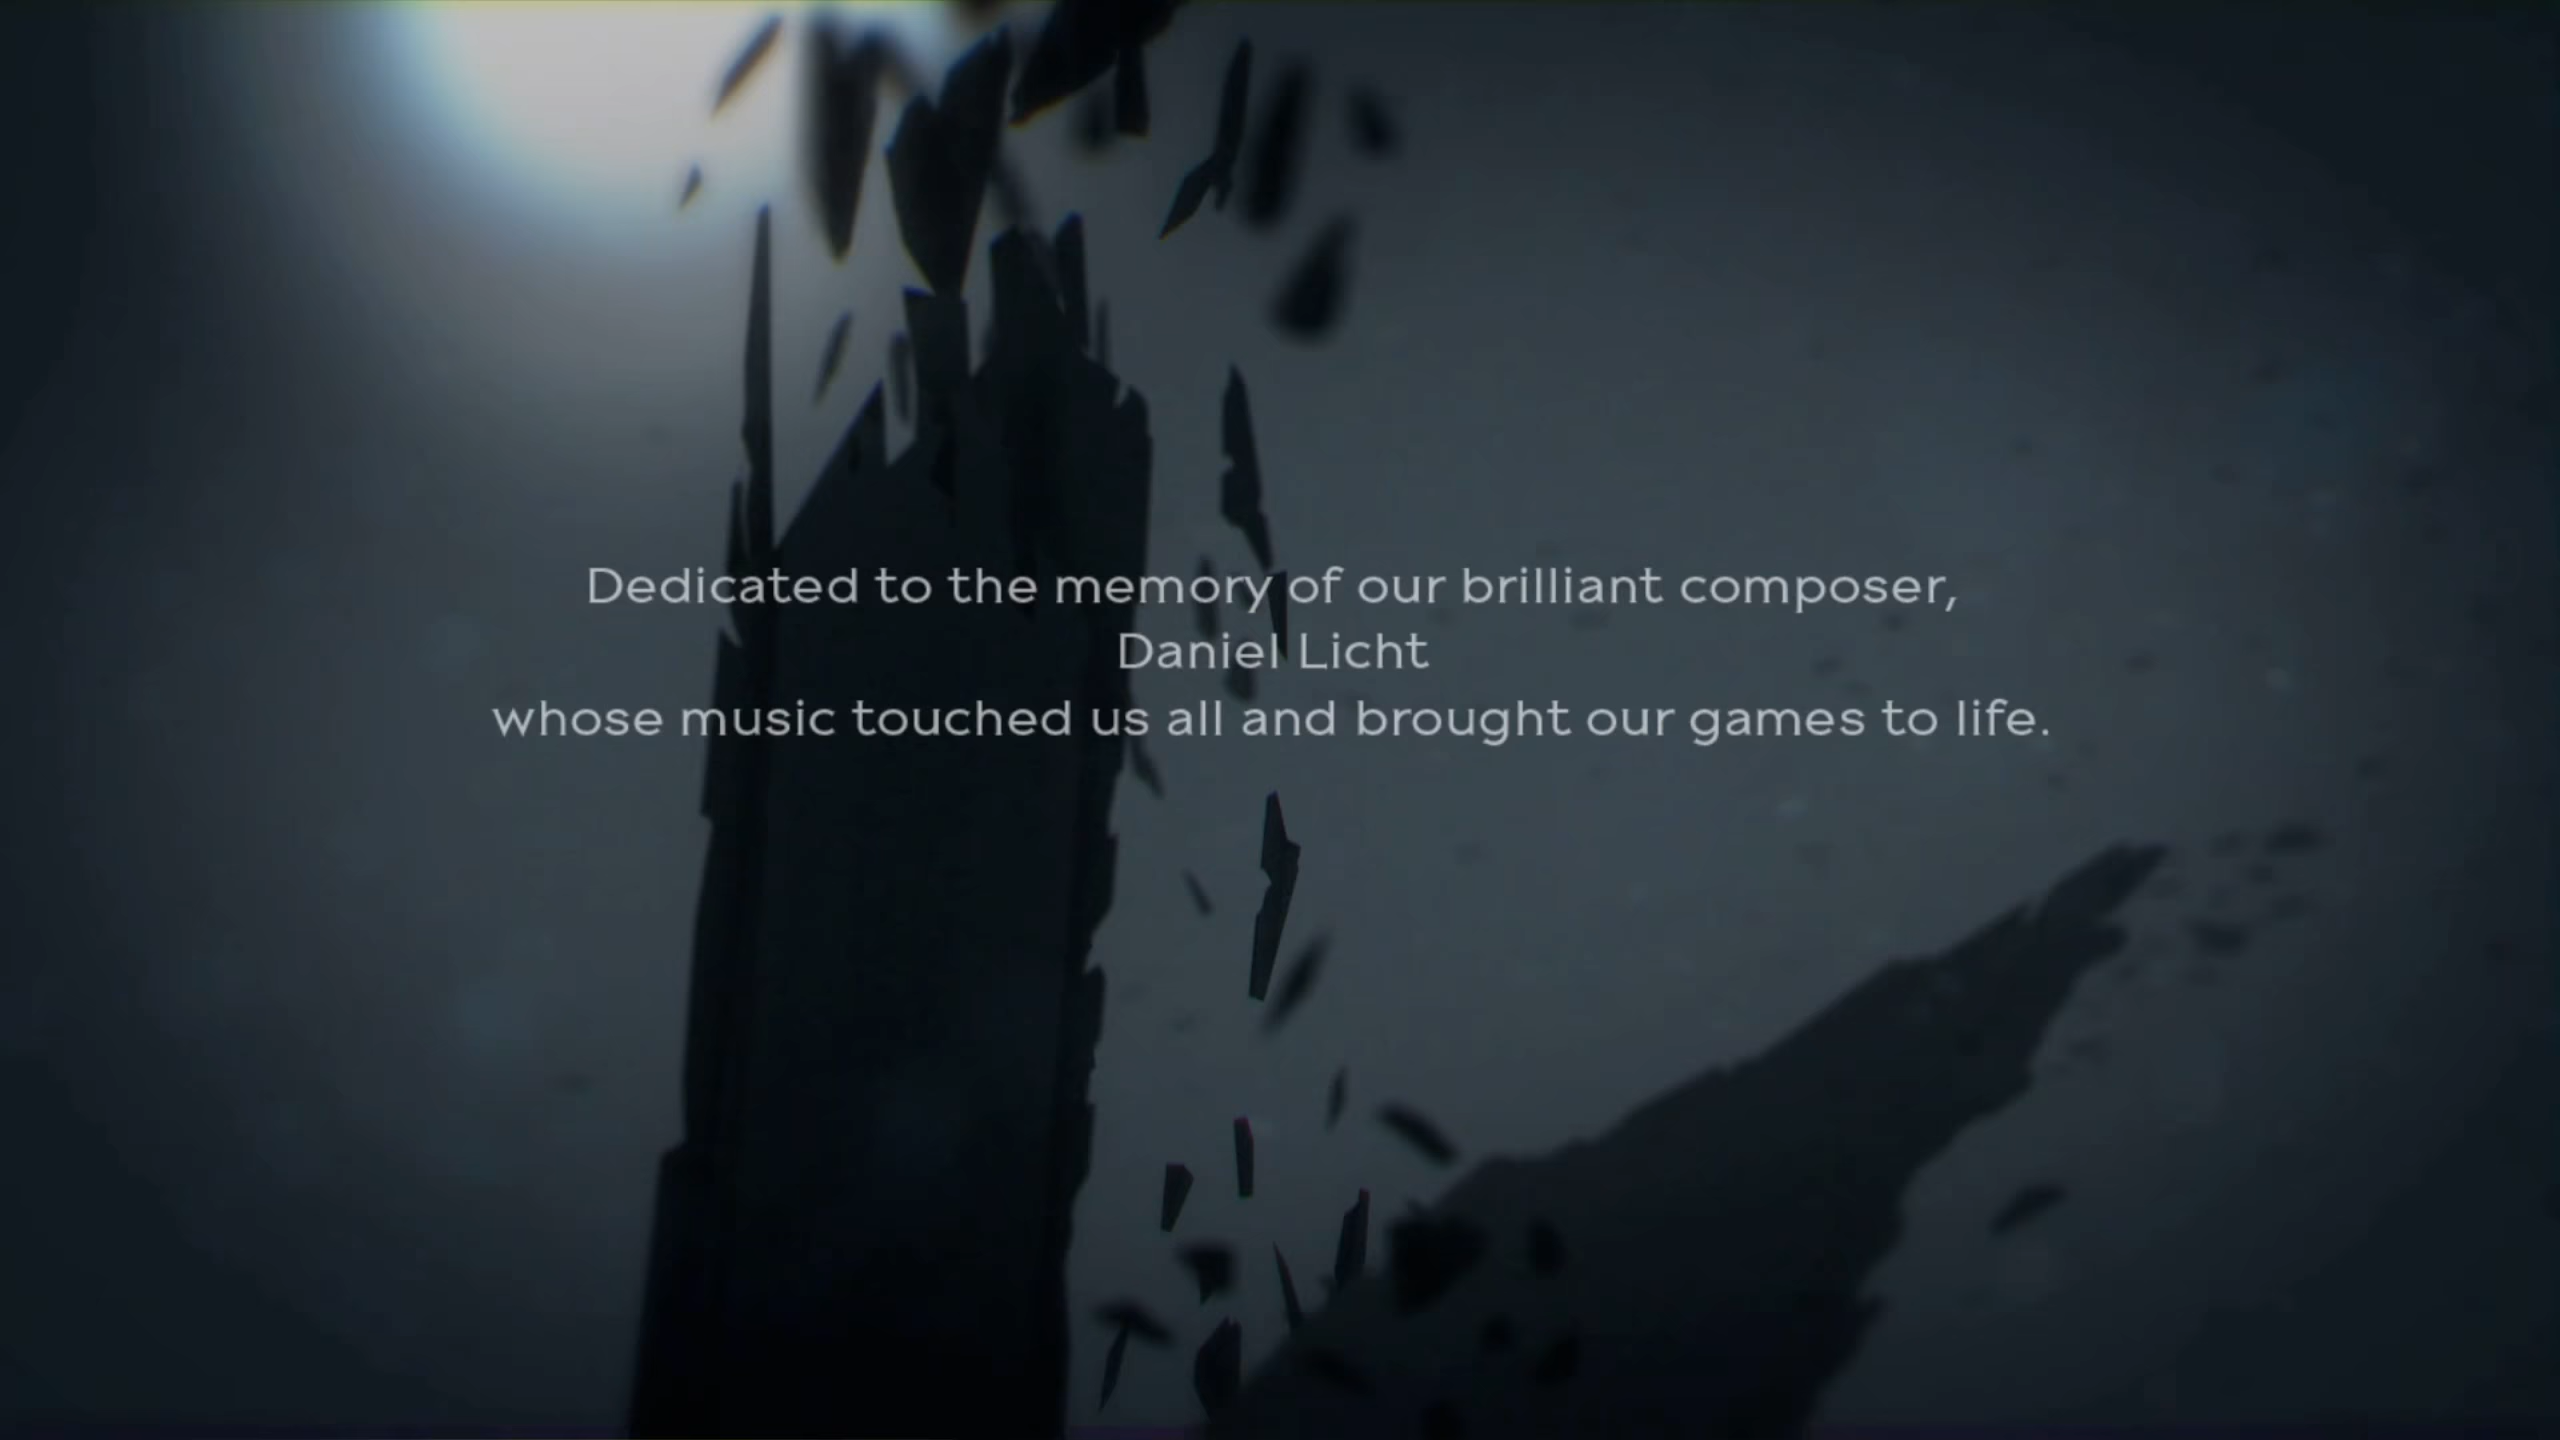 Dedicated to the memory of our brilliant composer,
Daniel Licht
whose music touched us all and brought our games to life.